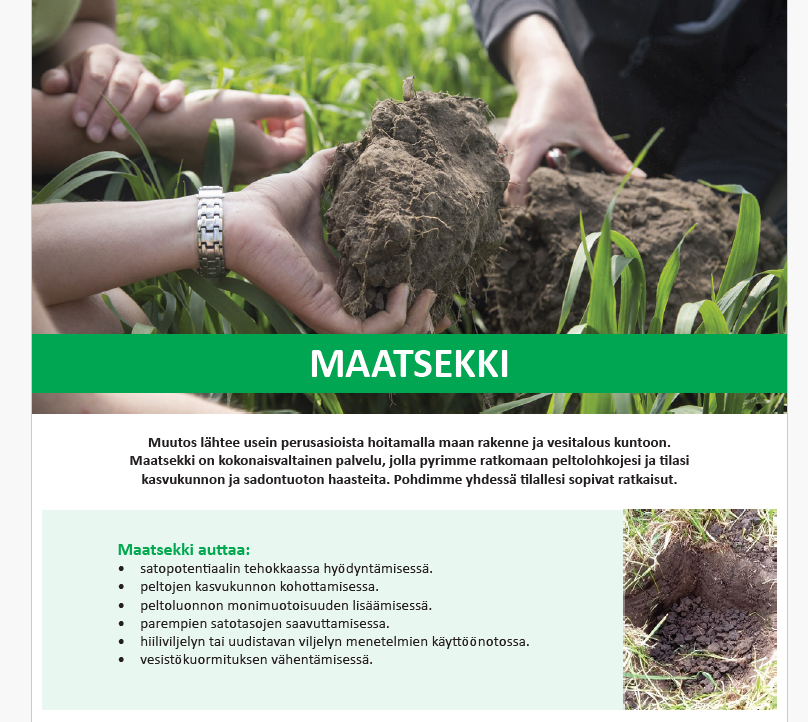 MAATSEKKI
Muutos lähtee usein perusasioista hoitamalla maan rakenne ja vesitalous kuntoon.
Maatsekki on kokonaisvaltainen palvelu, jolla pyrimme ratkomaan peltolohkojesi ja tilasi
kasvukunnon ja sadontuoton haasteita. Pohdimme yhdessä tilallesi sopivat ratkaisut.
Maatsekki auttaa:
• satopotentiaalin tehokkaassa hyödyntämisessä.
• peltojen kasvukunnon kohottamisessa.
• peltoluonnon monimuotoisuuden lisäämisessä.
• parempien satotasojen saavuttamisessa.
• hiiliviljelyn tai uudistavan viljelyn menetelmien käyttöönotossa.
• vesistökuormituksen vähentämisessä.